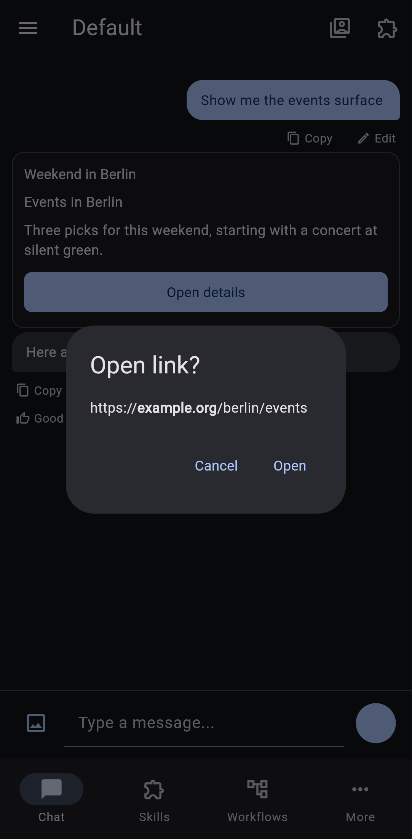 Default
Show me the events surface
Copy
Edit
Weekend in Berlin
Events in Berlin
Three picks for this weekend, starting with a concert at
silent green.
Open details
Here
Copy
Good
Open link?
https://example.org/berlin/events
Cancel
Open
Type a message...
Chat
Skills
Workflows
More